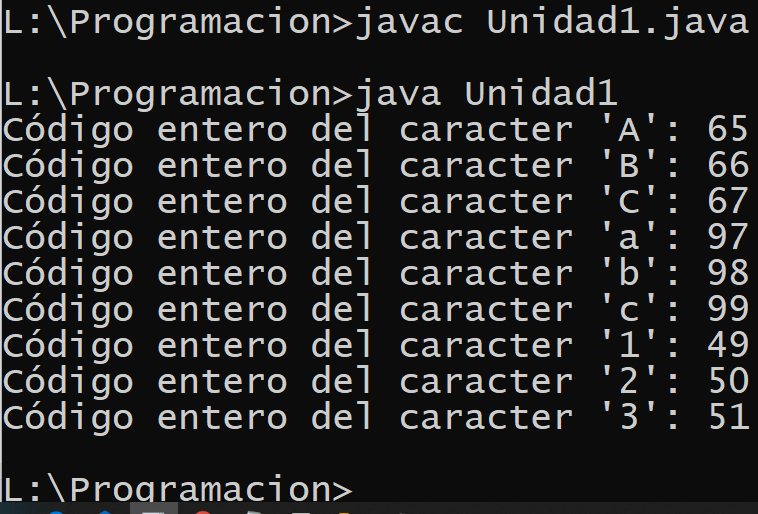 L:\Programacion>javac Unidad1.java
L:\Programacion>java Unidad1
Código entero del caracter 'A': 65
Código entero del caracter 'B': 66
Código entero del caracter 'C': 67
Código entero del caracter 'a': 97
Código entero del caracter 'b': 98
Código entero del caracter 'c': 99
Código entero del caracter '1': 49
Código entero del caracter '2': 50
Código entero del caracter '3': 51
L:\Programacion>